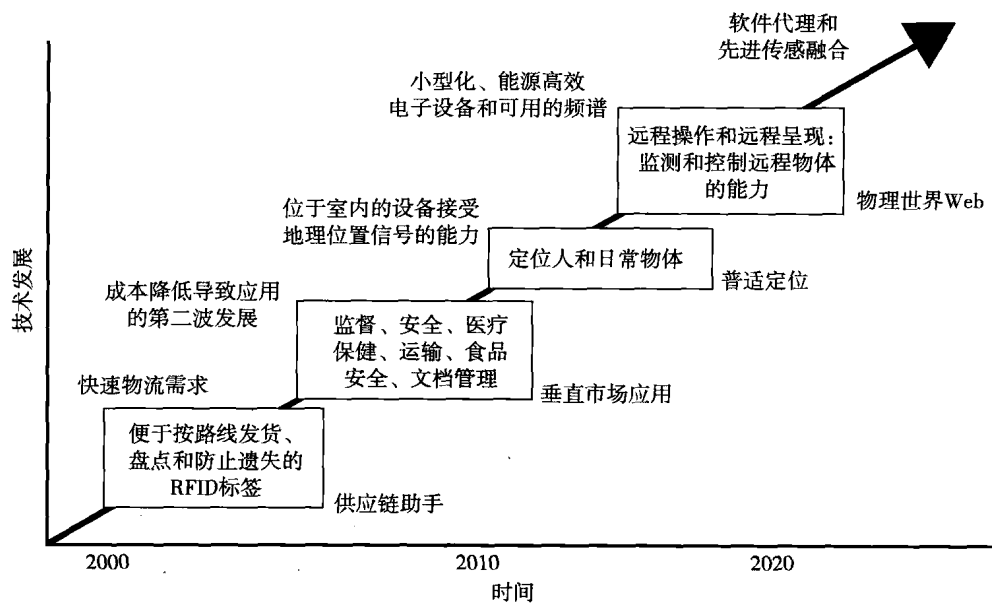 软件代理和
先进传感融合
小型化、能源高效
电子设备和可用的频谱
远程操作和远程呈现：
监测和控制远程物体
的能力
物理世界Web
位于室内的设备接受
地理位置信号的能力
定位人和日常物体
普适定位
成本降低导致应用
的第二波发展
监督、安全、医疗
保健、运输、食品
安全、文档管理
垂直市场应用
快速物流需求
便于按路线发货、
盘点和防止遗失的
RFID标签
供应链助手
技术发展
2000
2010
2020
时间